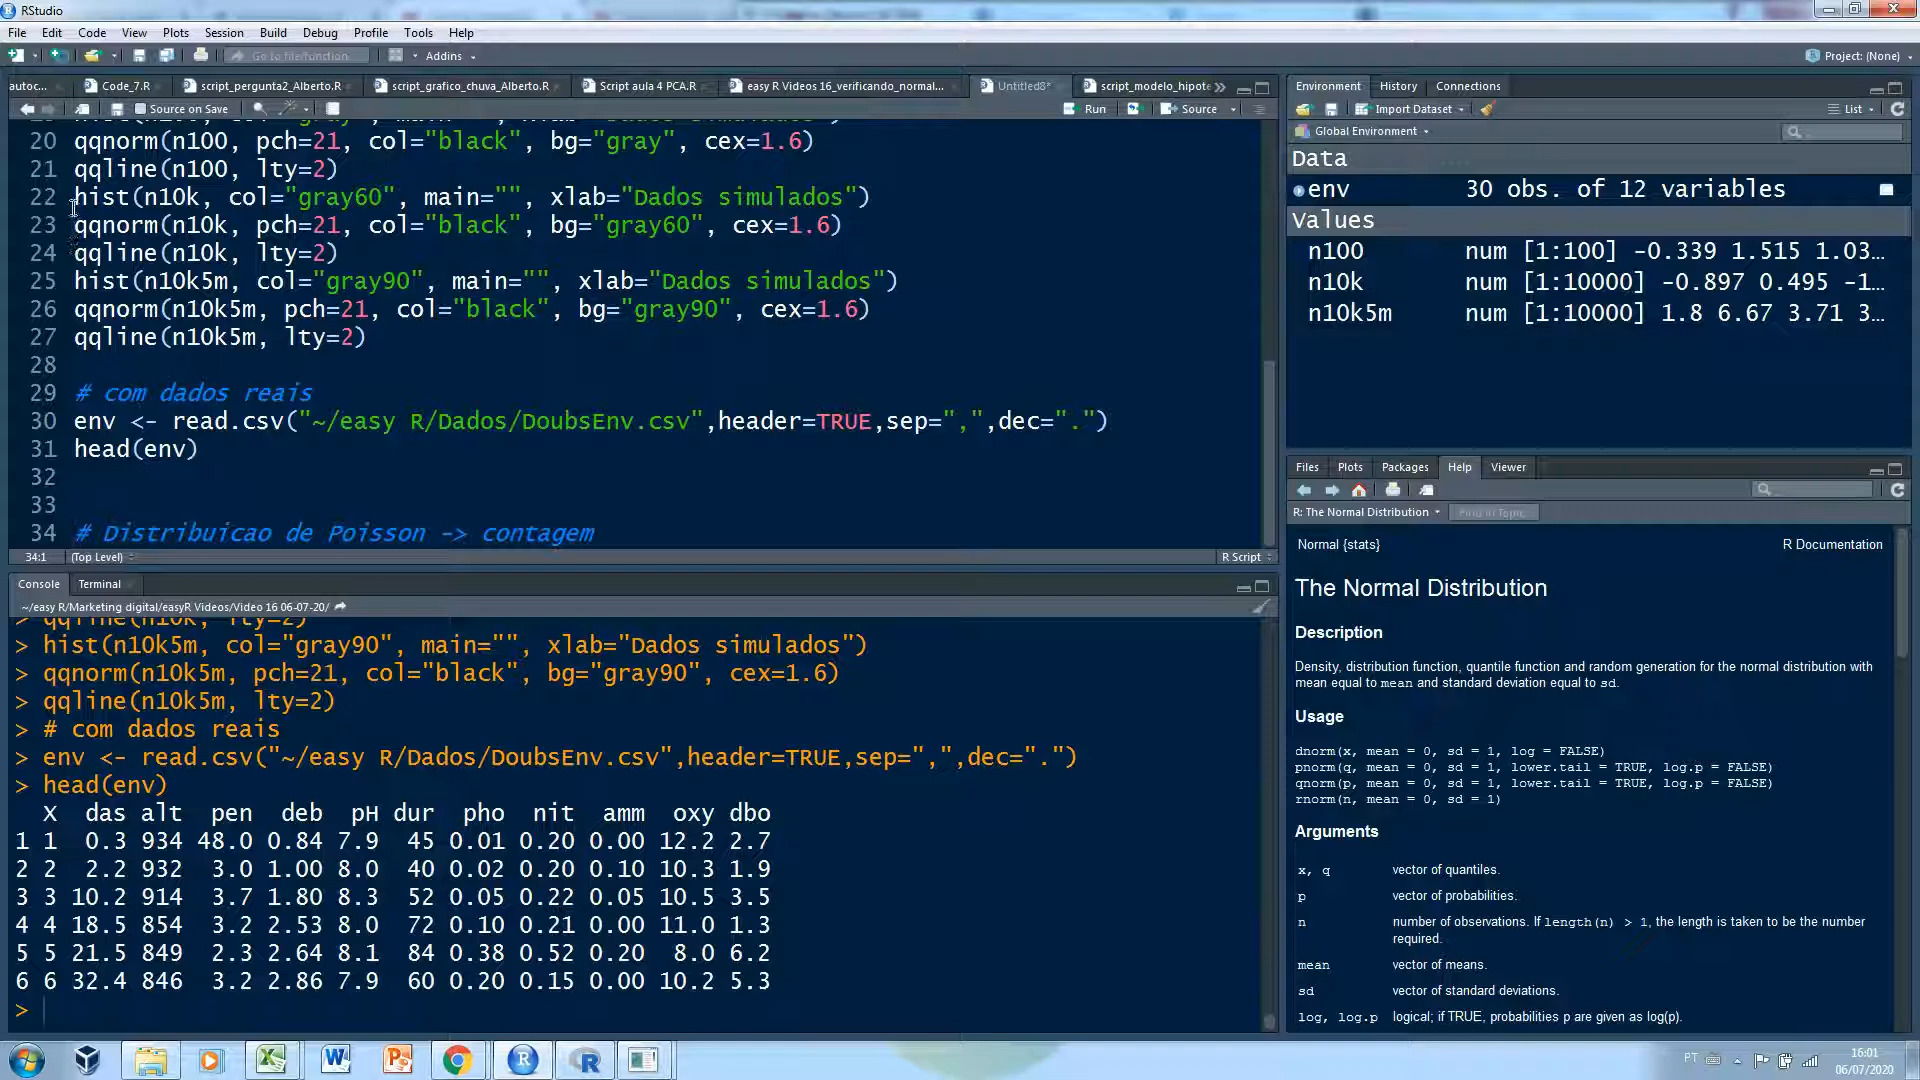 RStudio
File Edit Code View Plots Session Build Debug Profile Tools Help
Go to file/function Addins Project: (None)
autoc... Code_7.R script_pergunta2_Alberto.R script_grafico_chuva_Alberto.R Script aula 4 PCA.R easy R Videos 16_verificando_normal... Untitled8* script_modelo_hipote
Source on Save Run Source
20 qqnorm(n100, pch=21, col="black", bg="gray", cex=1.6)
21 qqline(n100, lty=2)
22 hist(n10k, col="gray60", main="", xlab="Dados simulados")
23 qqnorm(n10k, pch=21, col="black", bg="gray60", cex=1.6)
24 qqline(n10k, lty=2)
25 hist(n10k5m, col="gray90", main="", xlab="Dados simulados")
26 qqnorm(n10k5m, pch=21, col="black", bg="gray90", cex=1.6)
27 qqline(n10k5m, lty=2)
28
29 # com dados reais
30 env <- read.csv("~/easy R/Dados/DoubsEnv.csv",header=TRUE,sep=",",dec=".")
31 head(env)
32
33
34 # Distribuicao de Poisson -> contagem
34:1 (Top Level) R Script
Console Terminal
~/easy R/Marketing digital/easyR Videos/Video 16 06-07-20/
> qqline(n10k, lty=2)
> hist(n10k5m, col="gray90", main="", xlab="Dados simulados")
> qqnorm(n10k5m, pch=21, col="black", bg="gray90", cex=1.6)
> qqline(n10k5m, lty=2)
> # com dados reais
> env <- read.csv("~/easy R/Dados/DoubsEnv.csv",header=TRUE,sep=",",dec=".")
> head(env)
X das alt pen deb pH dur pho nit amm oxy dbo
1 1 0.3 934 48.0 0.84 7.9 45 0.01 0.20 0.00 12.2 2.7
2 2 2.2 932 3.0 1.00 8.0 40 0.02 0.20 0.10 10.3 1.9
3 3 10.2 914 3.7 1.80 8.3 52 0.05 0.22 0.05 10.5 3.5
4 4 18.5 854 3.2 2.53 8.0 72 0.10 0.21 0.00 11.0 1.3
5 5 21.5 849 2.3 2.64 8.1 84 0.38 0.52 0.20 8.0 6.2
6 6 32.4 846 3.2 2.86 7.9 60 0.20 0.15 0.00 10.2 5.3
>
Environment History Connections
Import Dataset List
Global Environment
Data
env 30 obs. of 12 variables
Values
n100 num [1:100] -0.339 1.515 1.03...
n10k num [1:10000] -0.897 0.495 -1...
n10k5m num [1:10000] 1.8 6.67 3.71 3...
Files Plots Packages Help Viewer
R: The Normal Distribution Find in Topic
Normal {stats} R Documentation
The Normal Distribution
Description
Density, distribution function, quantile function and random generation for the normal distribution with
mean equal to mean and standard deviation equal to sd.
Usage
dnorm(x, mean = 0, sd = 1, log = FALSE)
pnorm(q, mean = 0, sd = 1, lower.tail = TRUE, log.p = FALSE)
qnorm(p, mean = 0, sd = 1, lower.tail = TRUE, log.p = FALSE)
rnorm(n, mean = 0, sd = 1)
Arguments
x, q vector of quantiles.
p vector of probabilities.
n number of observations. If length(n) > 1, the length is taken to be the number
required.
mean vector of means.
sd vector of standard deviations.
log, log.p logical; if TRUE, probabilities p are given as log(p).
PT 16:01
06/07/2020